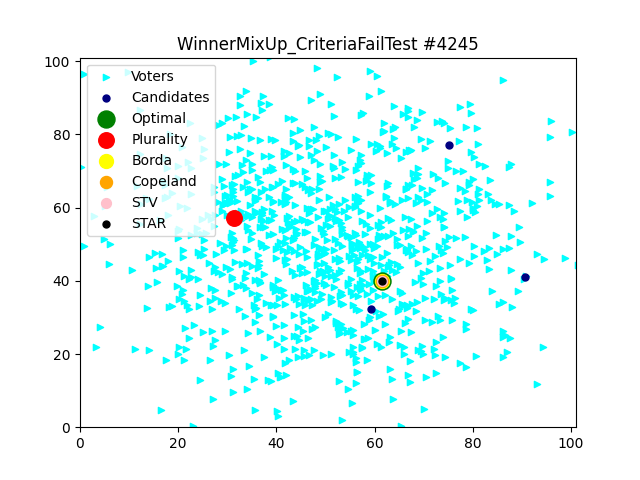 WinnerMixUp_CriteriaFailTest #4245
100
80
60
40
20
0
Voters
Candidates
Optimal
Plurality
Borda
Copeland
STV
STAR
0 20 40 60 80 100